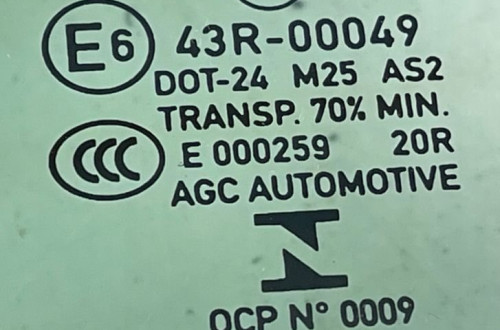 E6 43R-00049
DOT-24 M25 AS2
TRANSP. 70% MIN.
CCC E 000259 20R
AGC AUTOMOTIVE
OCP N° 0009